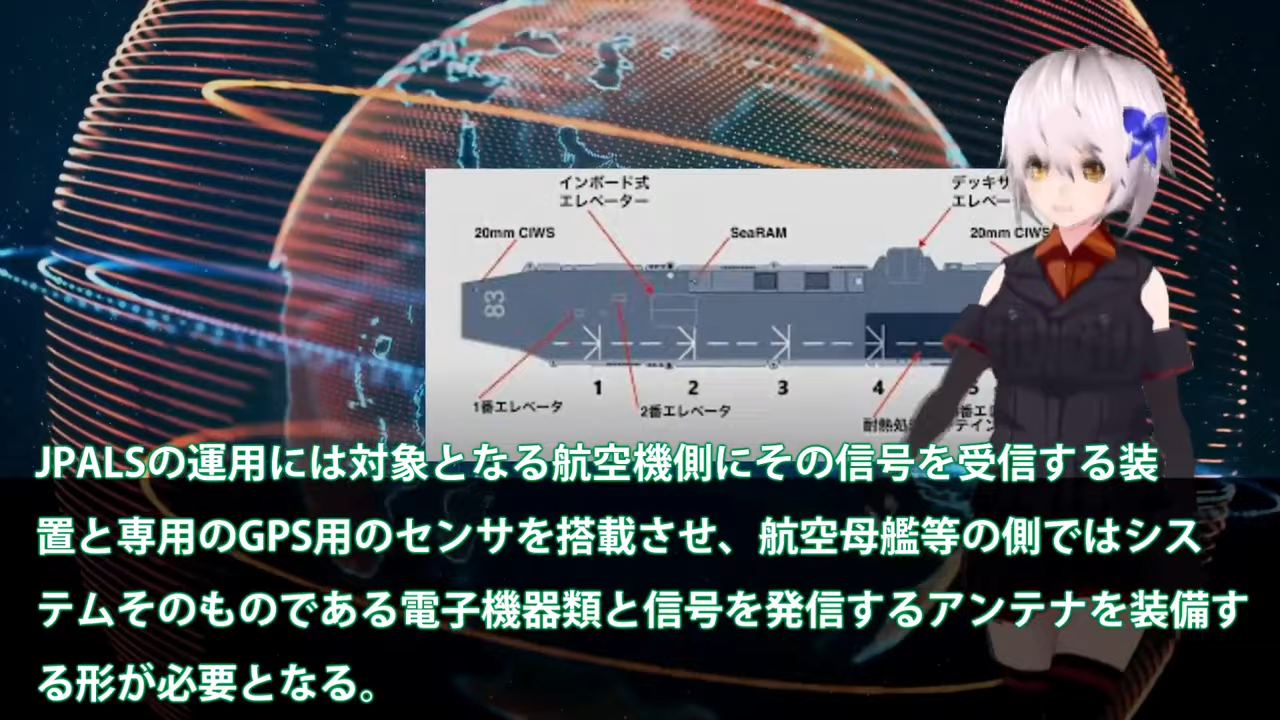 インボード式
エレベーター
デッキサ
エレベー
20mm CIWS
SeaRAM
20mm CIWS
83
1 2 3 4
1番エレベータ
2番エレベータ
耐熱処
JPALSの運用には対象となる航空機側にその信号を受信する装
置と専用のGPS用のセンサを搭載させ、航空母艦等の側ではシス
テムそのものである電子機器類と信号を発信するアンテナを装備す
る形が必要となる。